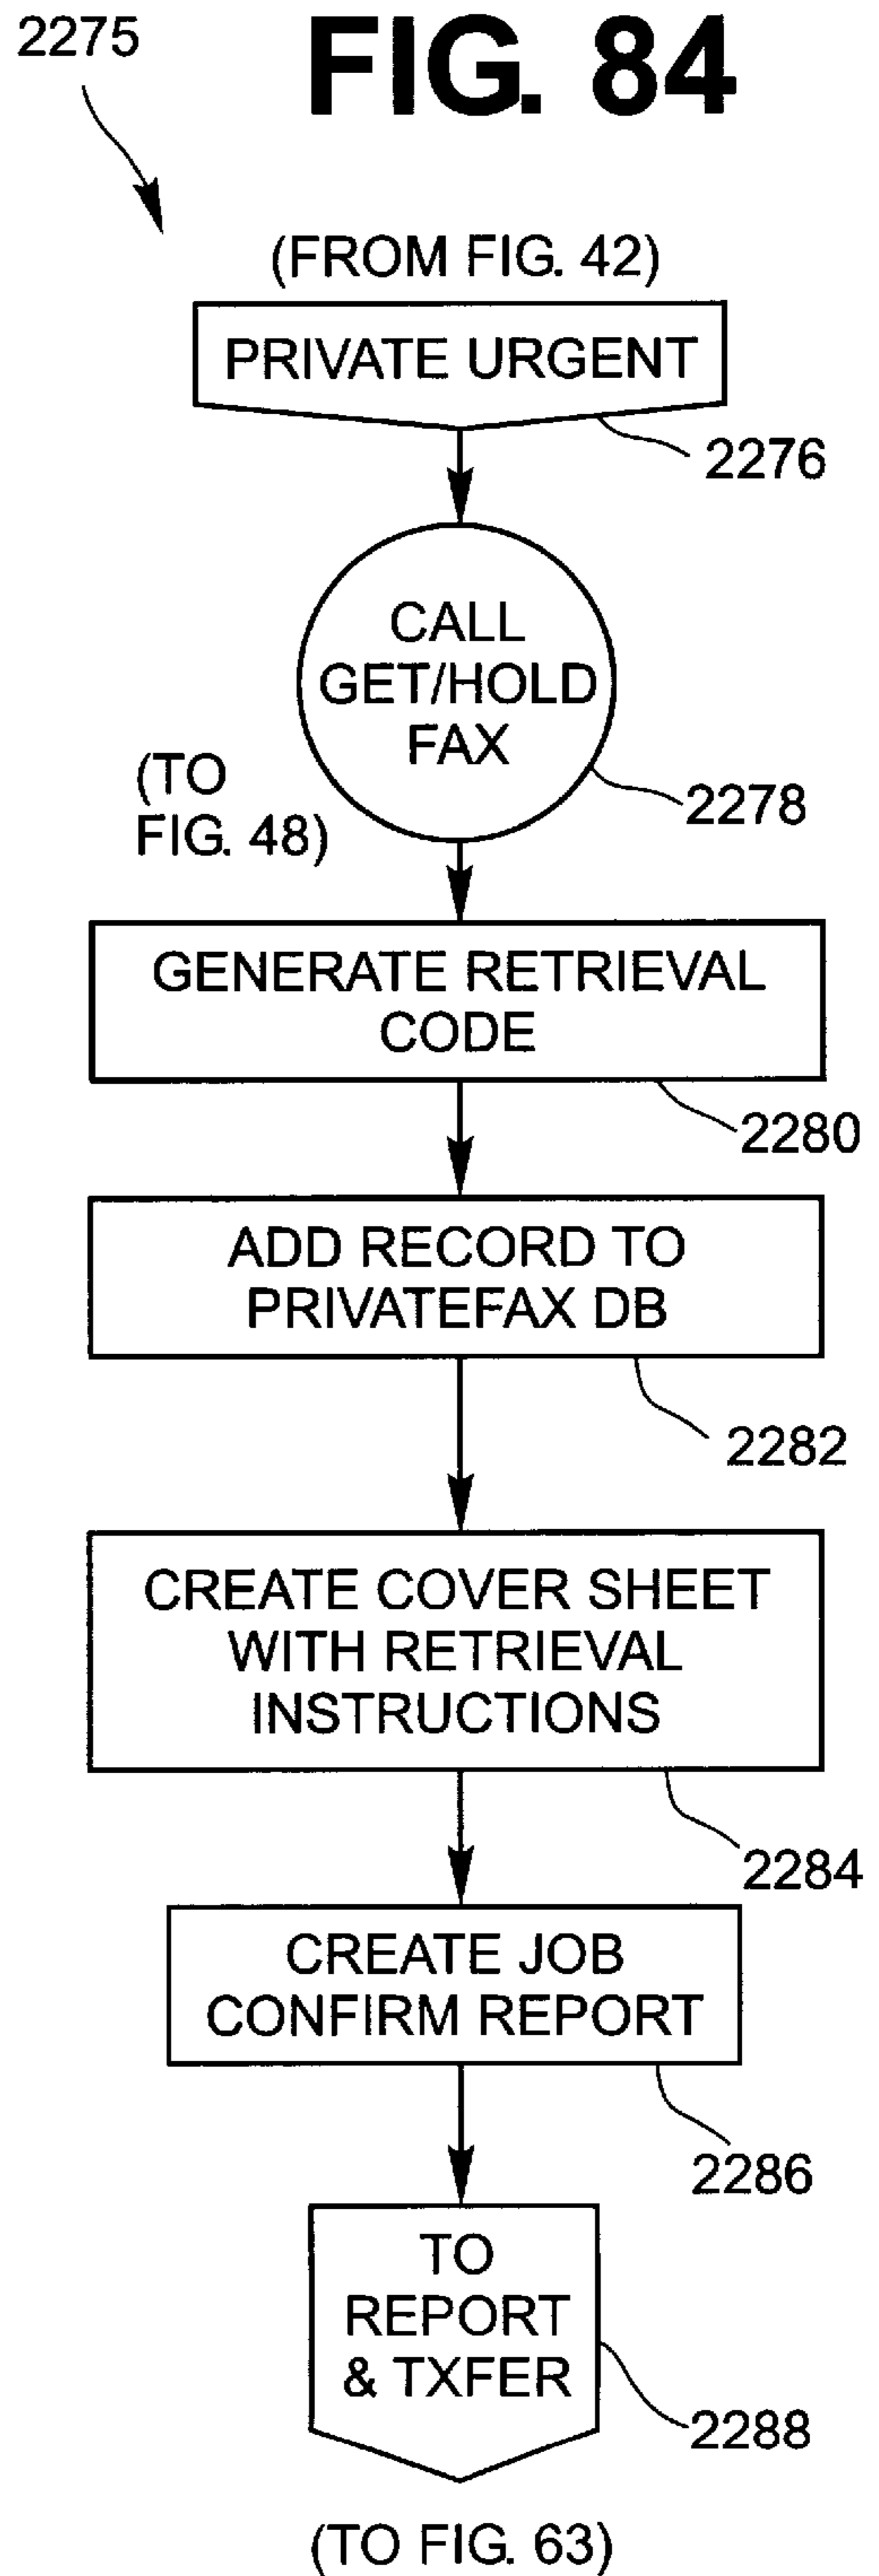 2275
FIG. 84
(FROM FIG. 42)
PRIVATE URGENT
2276
CALL
GET/HOLD
FAX
(TO
FIG. 48)
2278
GENERATE RETRIEVAL
CODE
2280
ADD RECORD TO
PRIVATEFAX DB
2282
CREATE COVER SHEET
WITH RETRIEVAL
INSTRUCTIONS
2284
CREATE JOB
CONFIRM REPORT
2286
TO
REPORT
& TXFER
2288
(TO FIG. 63)